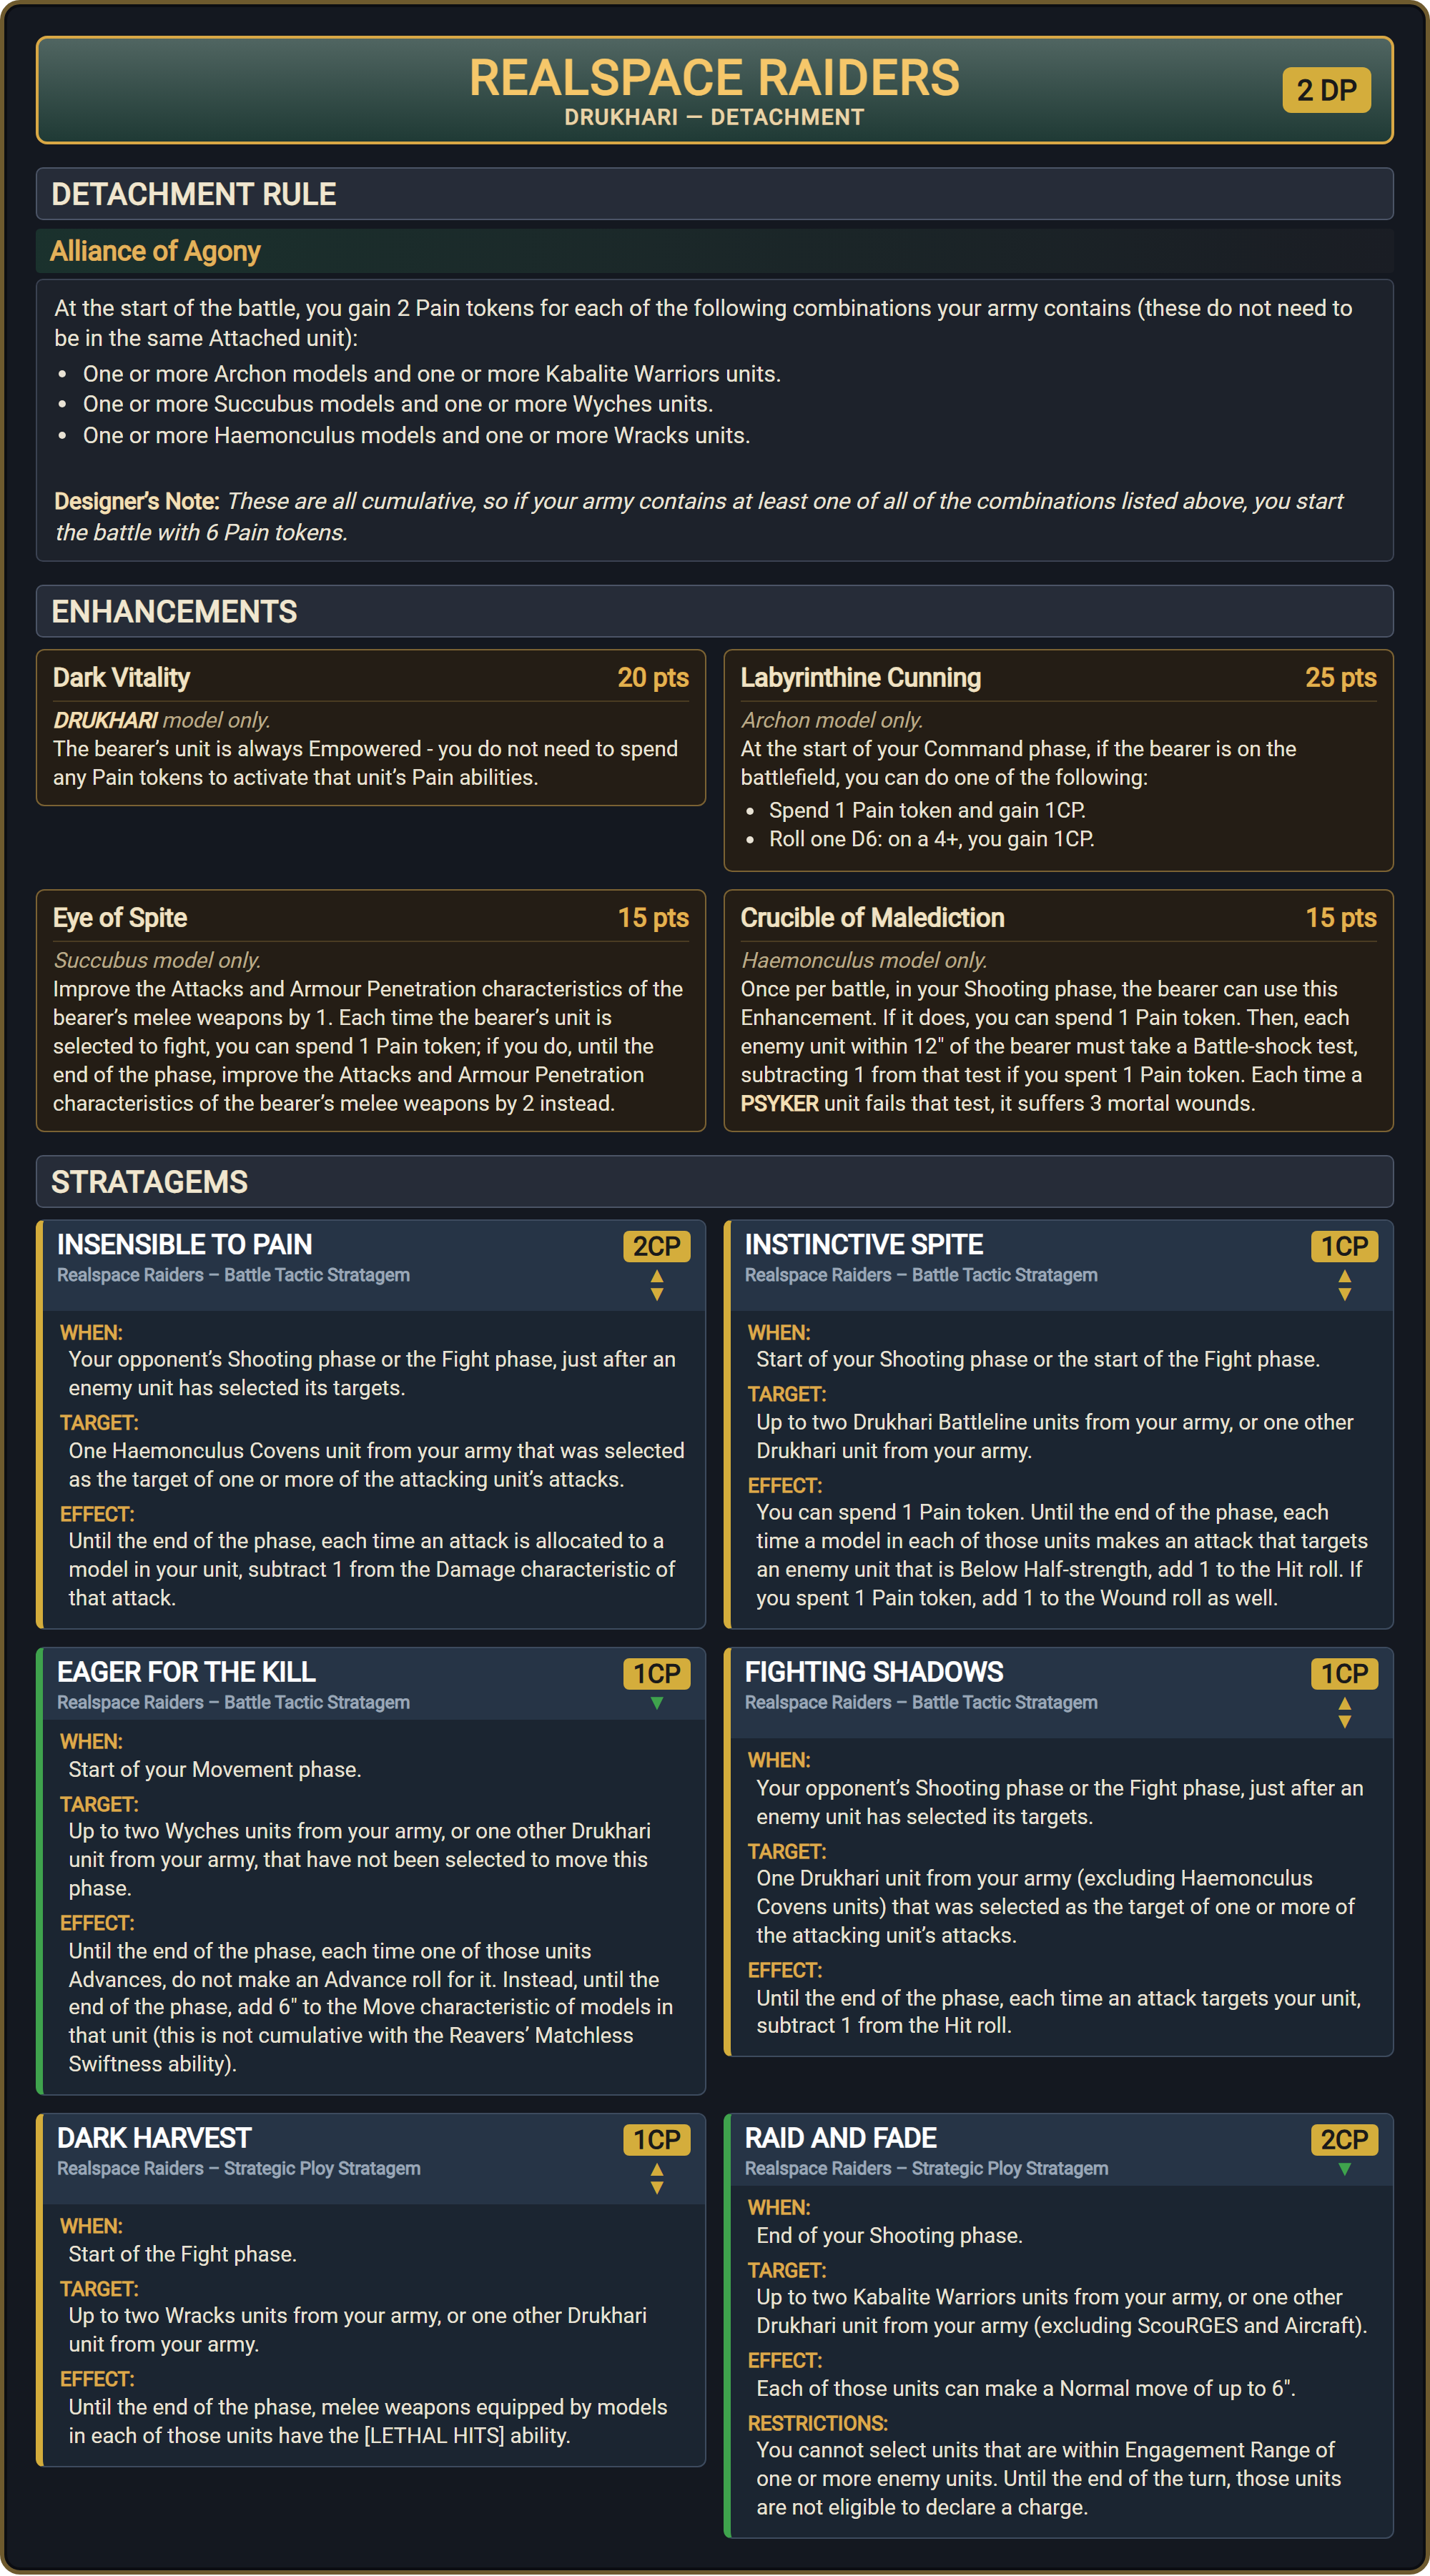 REALSPACE RAIDERS
DRUKHARI — DETACHMENT
2 DP
DETACHMENT RULE
Alliance of Agony
At the start of the battle, you gain 2 Pain tokens for each of the following combinations your army contains (these do not need to
be in the same Attached unit):
• One or more Archon models and one or more Kabalite Warriors units.
• One or more Succubus models and one or more Wyches units.
• One or more Haemonculus models and one or more Wracks units.
Designer’s Note: These are all cumulative, so if your army contains at least one of all of the combinations listed above, you start
the battle with 6 Pain tokens.
ENHANCEMENTS
Dark Vitality 20 pts
DRUKHARI model only.
The bearer’s unit is always Empowered - you do not need to spend
any Pain tokens to activate that unit’s Pain abilities.
Labyrinthine Cunning 25 pts
Archon model only.
At the start of your Command phase, if the bearer is on the
battlefield, you can do one of the following:
• Spend 1 Pain token and gain 1CP.
• Roll one D6: on a 4+, you gain 1CP.
Eye of Spite 15 pts
Succubus model only.
Improve the Attacks and Armour Penetration characteristics of the
bearer’s melee weapons by 1. Each time the bearer’s unit is
selected to fight, you can spend 1 Pain token; if you do, until the
end of the phase, improve the Attacks and Armour Penetration
characteristics of the bearer’s melee weapons by 2 instead.
Crucible of Malediction 15 pts
Haemonculus model only.
Once per battle, in your Shooting phase, the bearer can use this
Enhancement. If it does, you can spend 1 Pain token. Then, each
enemy unit within 12" of the bearer must take a Battle-shock test,
subtracting 1 from that test if you spent 1 Pain token. Each time a
PSYKER unit fails that test, it suffers 3 mortal wounds.
STRATAGEMS
INSENSIBLE TO PAIN 2CP
Realspace Raiders – Battle Tactic Stratagem
WHEN:
Your opponent’s Shooting phase or the Fight phase, just after an
enemy unit has selected its targets.
TARGET:
One Haemonculus Covens unit from your army that was selected
as the target of one or more of the attacking unit’s attacks.
EFFECT:
Until the end of the phase, each time an attack is allocated to a
model in your unit, subtract 1 from the Damage characteristic of
that attack.
INSTINCTIVE SPITE 1CP
Realspace Raiders – Battle Tactic Stratagem
WHEN:
Start of your Shooting phase or the start of the Fight phase.
TARGET:
Up to two Drukhari Battleline units from your army, or one other
Drukhari unit from your army.
EFFECT:
You can spend 1 Pain token. Until the end of the phase, each
time a model in each of those units makes an attack that targets
an enemy unit that is Below Half-strength, add 1 to the Hit roll. If
you spent 1 Pain token, add 1 to the Wound roll as well.
EAGER FOR THE KILL 1CP
Realspace Raiders – Battle Tactic Stratagem
WHEN:
Start of your Movement phase.
TARGET:
Up to two Wyches units from your army, or one other Drukhari
unit from your army, that have not been selected to move this
phase.
EFFECT:
Until the end of the phase, each time one of those units
Advances, do not make an Advance roll for it. Instead, until the
end of the phase, add 6" to the Move characteristic of models in
that unit (this is not cumulative with the Reavers’ Matchless
Swiftness ability).
FIGHTING SHADOWS 1CP
Realspace Raiders – Battle Tactic Stratagem
WHEN:
Your opponent’s Shooting phase or the Fight phase, just after an
enemy unit has selected its targets.
TARGET:
One Drukhari unit from your army (excluding Haemonculus
Covens units) that was selected as the target of one or more of
the attacking unit’s attacks.
EFFECT:
Until the end of the phase, each time an attack targets your unit,
subtract 1 from the Hit roll.
DARK HARVEST 1CP
Realspace Raiders – Strategic Ploy Stratagem
WHEN:
Start of the Fight phase.
TARGET:
Up to two Wracks units from your army, or one other Drukhari
unit from your army.
EFFECT:
Until the end of the phase, melee weapons equipped by models
in each of those units have the [LETHAL HITS] ability.
RAID AND FADE 2CP
Realspace Raiders – Strategic Ploy Stratagem
WHEN:
End of your Shooting phase.
TARGET:
Up to two Kabalite Warriors units from your army, or one other
Drukhari unit from your army (excluding ScouRGES and Aircraft).
EFFECT:
Each of those units can make a Normal move of up to 6".
RESTRICTIONS:
You cannot select units that are within Engagement Range of
one or more enemy units. Until the end of the turn, those units
are not eligible to declare a charge.